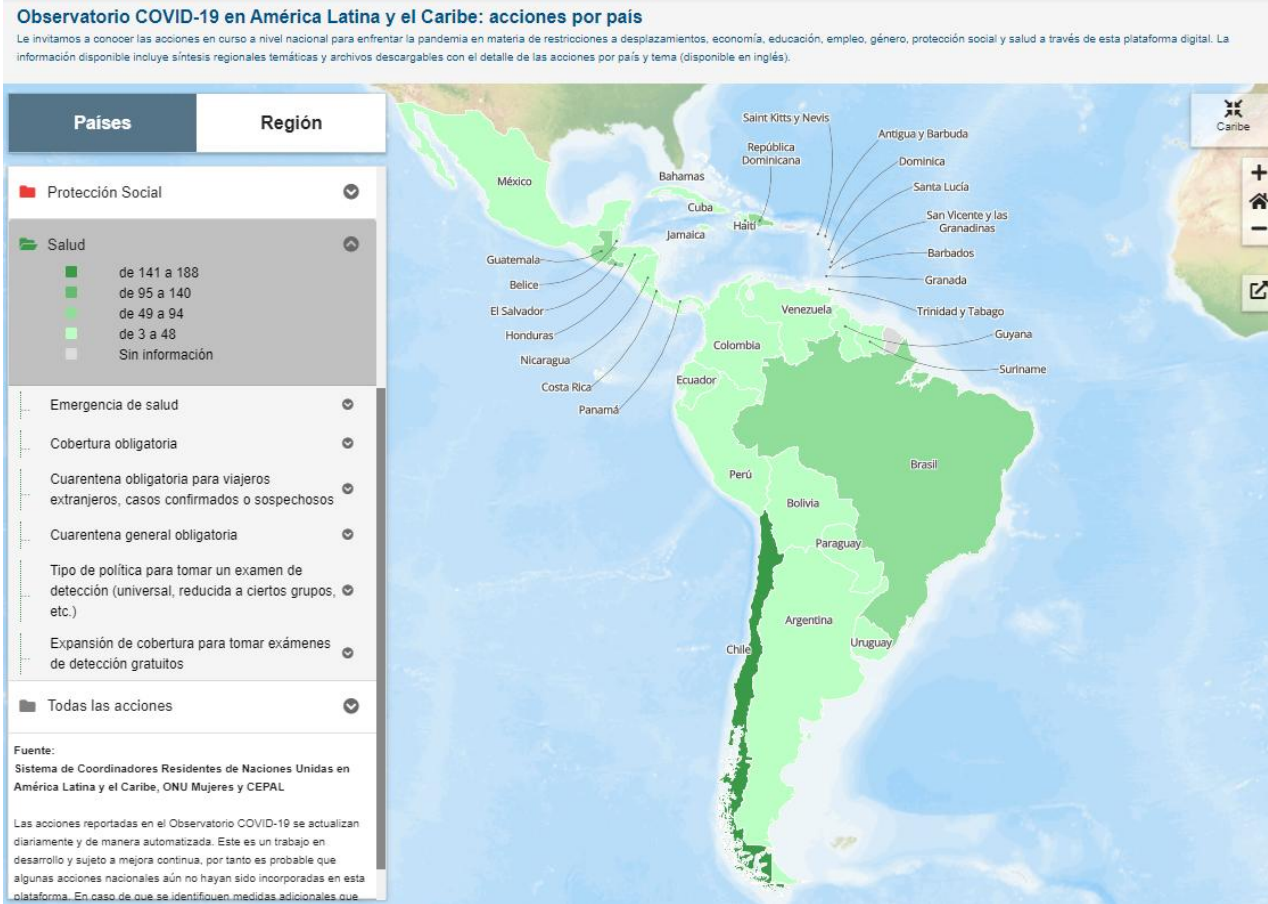 Observatorio COVID-19 en América Latina y el Caribe: acciones por país
Le invitamos a conocer las acciones en curso a nivel nacional para enfrentar la pandemia en materia de restricciones a desplazamientos, economía, educación, empleo, género, protección social y salud a través de esta plataforma digital. La
información disponible incluye síntesis regionales temáticas y archivos descargables con el detalle de las acciones por país y tema (disponible en inglés).
Países
Región
Protección Social
Salud
de 141 a 188
de 95 a 140
de 49 a 94
de 3 a 48
Sin información
Emergencia de salud
Cobertura obligatoria
Cuarentena obligatoria para viajeros
extranjeros, casos confirmados o sospechosos
Cuarentena general obligatoria
Tipo de política para tomar un examen de
detección (universal, reducida a ciertos grupos,
etc.)
Expansión de cobertura para tomar exámenes
de detección gratuitos
Todas las acciones
Fuente:
Sistema de Coordinadores Residentes de Naciones Unidas en
América Latina y el Caribe, ONU Mujeres y CEPAL
Las acciones reportadas en el Observatorio COVID-19 se actualizan
diariamente y de manera automatizada. Este es un trabajo en
desarrollo y sujeto a mejora continua, por tanto es probable que
algunas acciones nacionales aún no hayan sido incorporadas en esta
plataforma. En caso de que se identifiquen medidas adicionales que
Saint Kitts y Nevis
Antigua y Barbuda
República
Dominicana
Dominica
México
Bahamas
Santa Lucía
Cuba
San Vicente y las
Granadinas
Haití
Jamaica
Guatemala
Barbados
Belice
Granada
El Salvador
Venezuela
Trinidad y Tabago
Honduras
Guyana
Colombia
Nicaragua
Suriname
Costa Rica
Ecuador
Panamá
Brasil
Perú
Bolivia
Paraguay
Argentina
Uruguay
Chile
Caribe
+
−